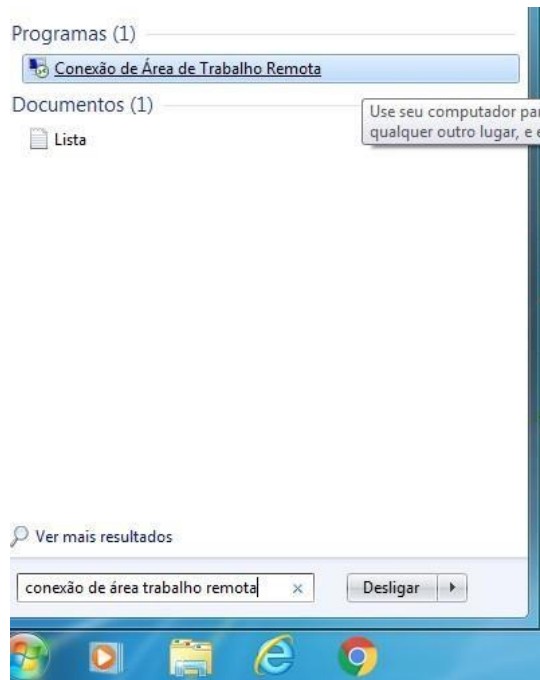 Programas (1)
Conexão de Área de Trabalho Remota
Documentos (1)
Use seu computador par
qualquer outro lugar, e e
Lista
Ver mais resultados
conexão de área trabalho remota
Desligar